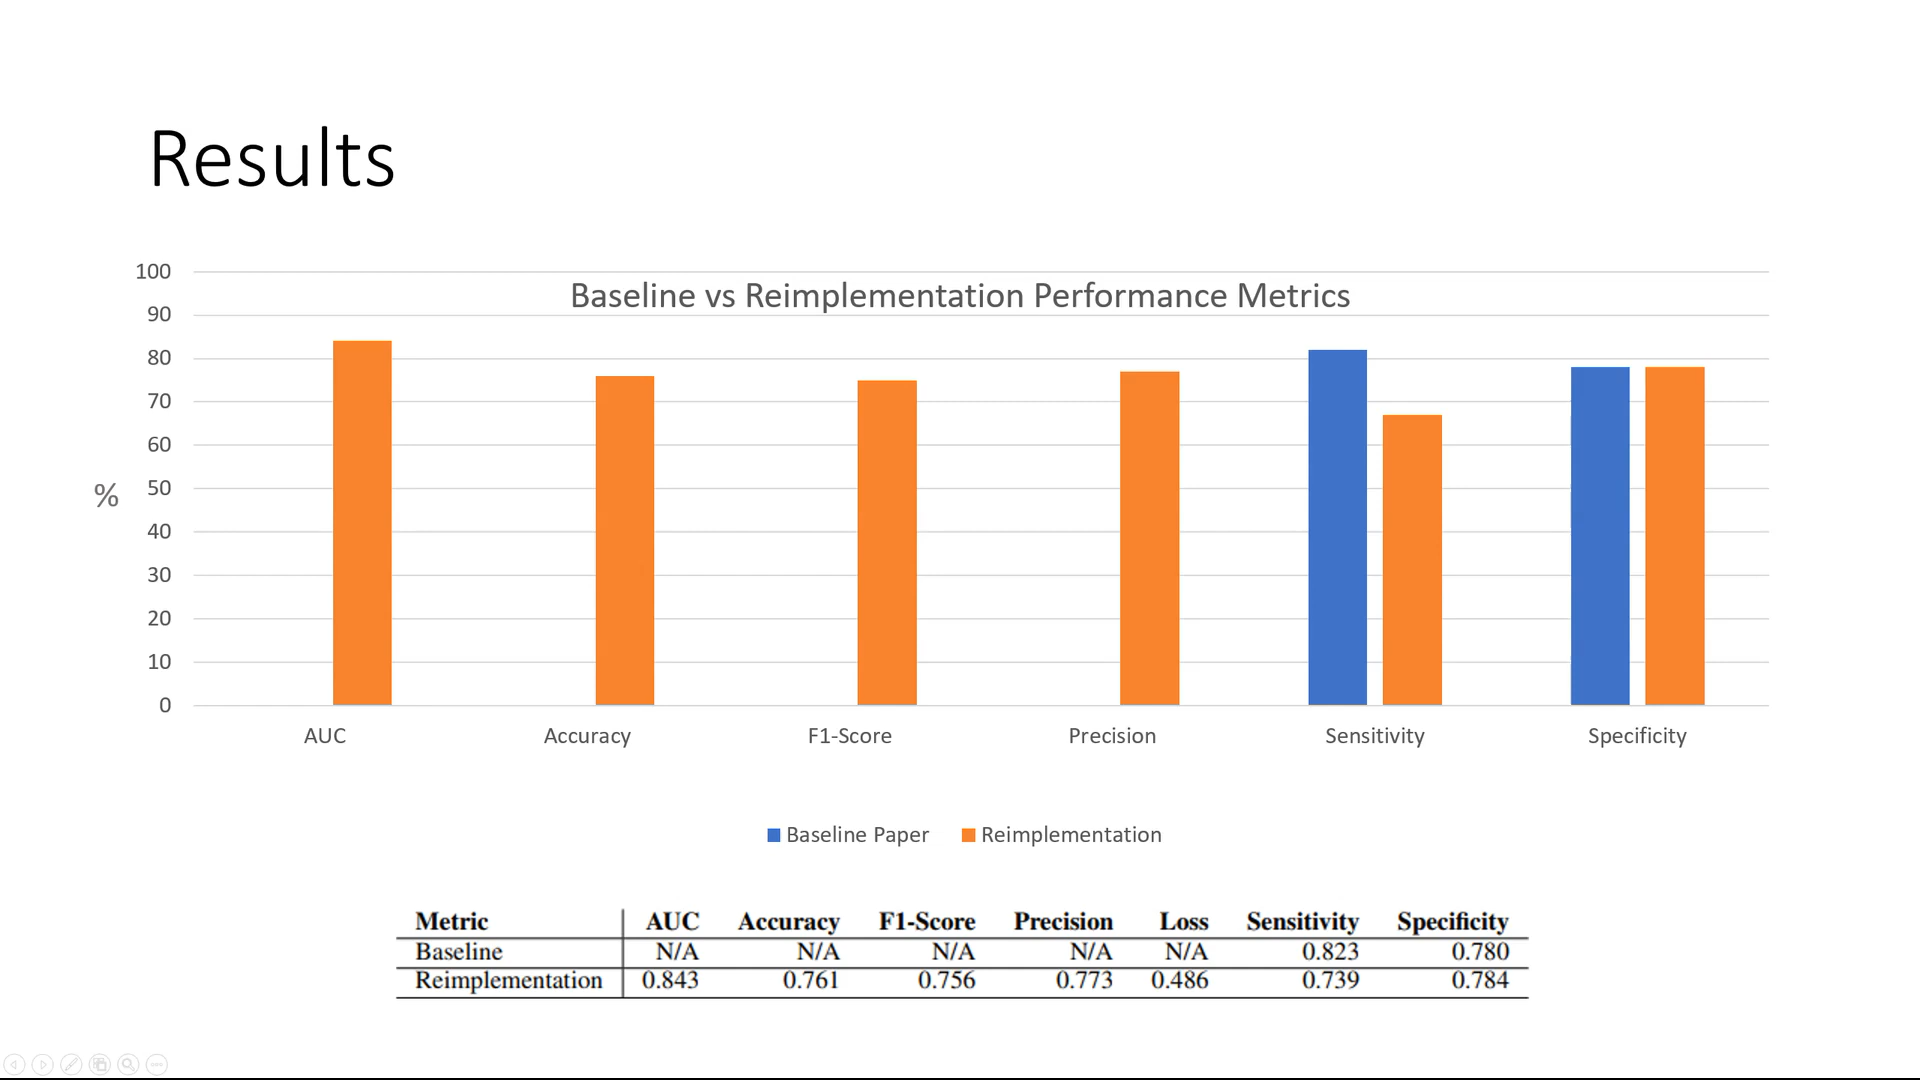 Results
Baseline vs Reimplementation Performance Metrics
100
90
80
70
60
50
40
30
20
10
0
%
AUC Accuracy F1-Score Precision Sensitivity Specificity
Baseline Paper Reimplementation
Metric AUC Accuracy F1-Score Precision Loss Sensitivity Specificity
Baseline N/A N/A N/A N/A N/A 0.823 0.780
Reimplementation 0.843 0.761 0.756 0.773 0.486 0.739 0.784